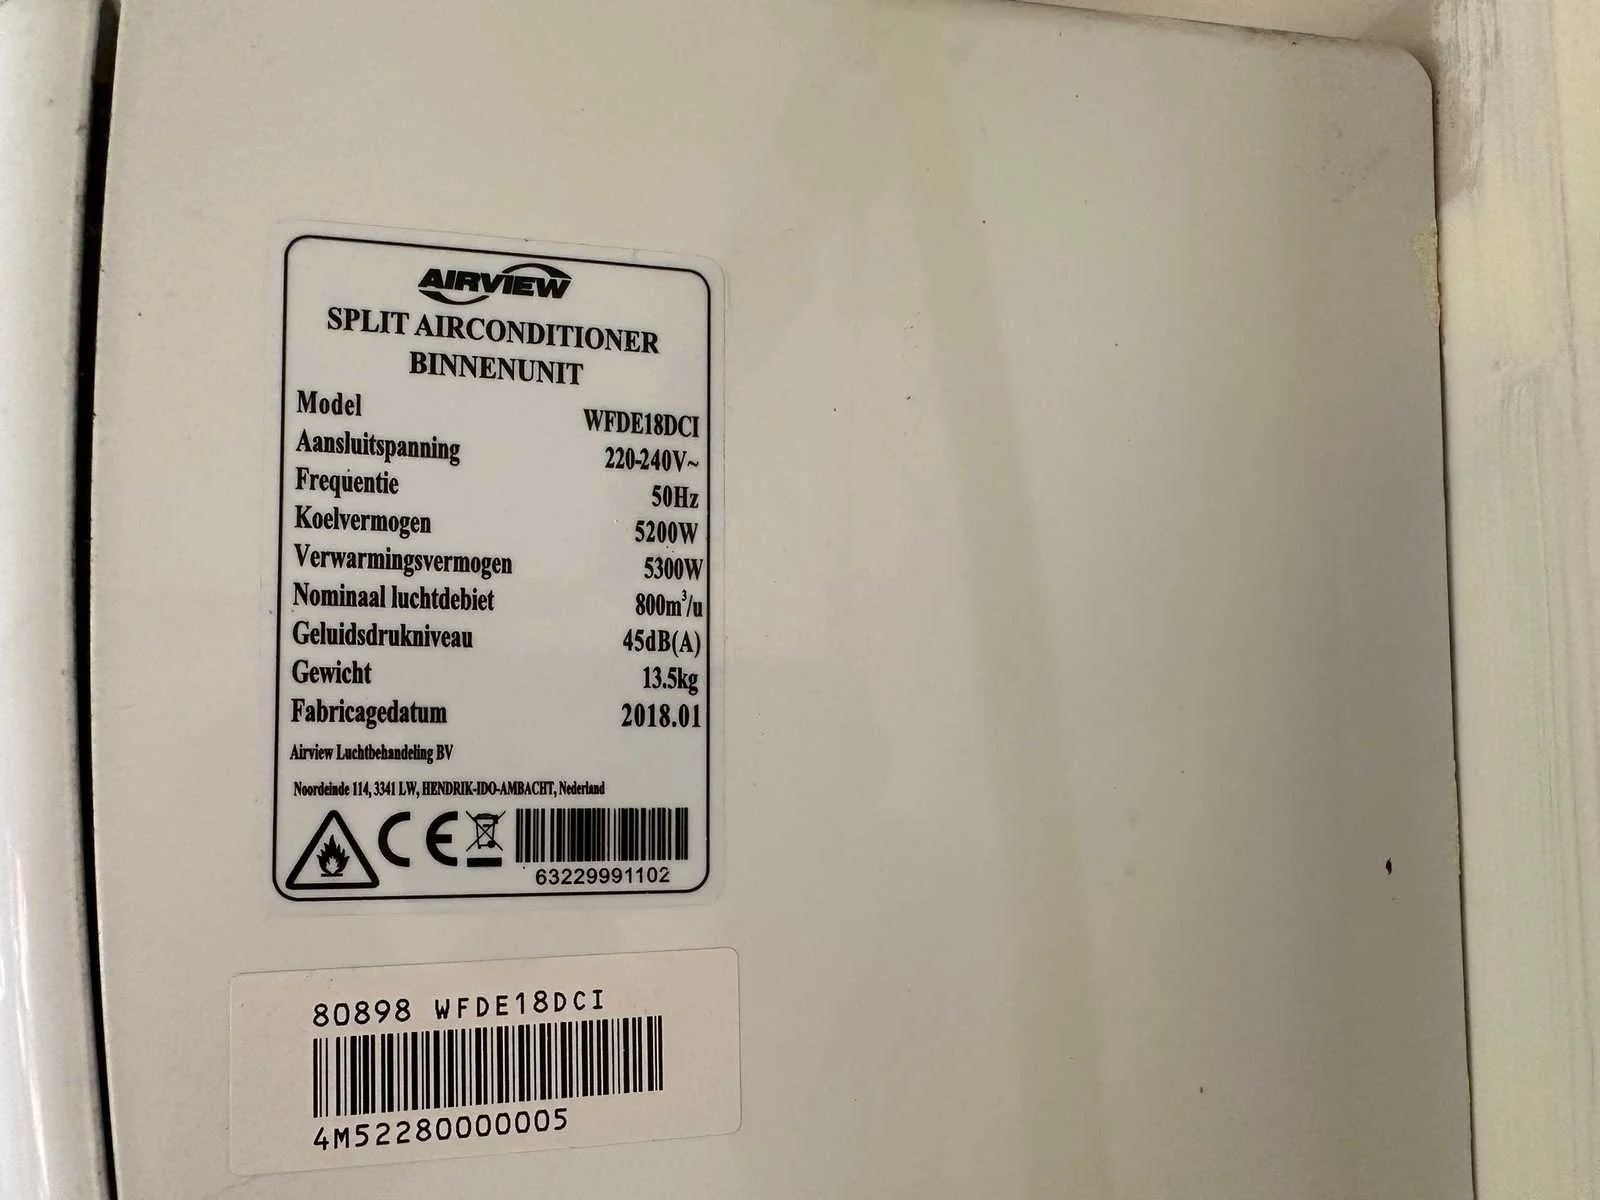 AIRVIEW
SPLIT AIRCONDITIONER
BINNENUNIT
Model WFDE18DCI
Aansluitspanning 220-240V~
Frequentie 50Hz
Koelvermogen 5200W
Verwarmingsvermogen 5300W
Nominaal luchtdebiet 800m³/u
Geluidsdrukniveau 45dB(A)
Gewicht 13.5kg
Fabricagedatum 2018.01
Airview Luchtbehandeling BV
Noordeinde 114, 3341 LW, HENDRIK-IDO-AMBACHT, Nederland
CE
63229991102
80898 WFDE18DCI
4M52280000005